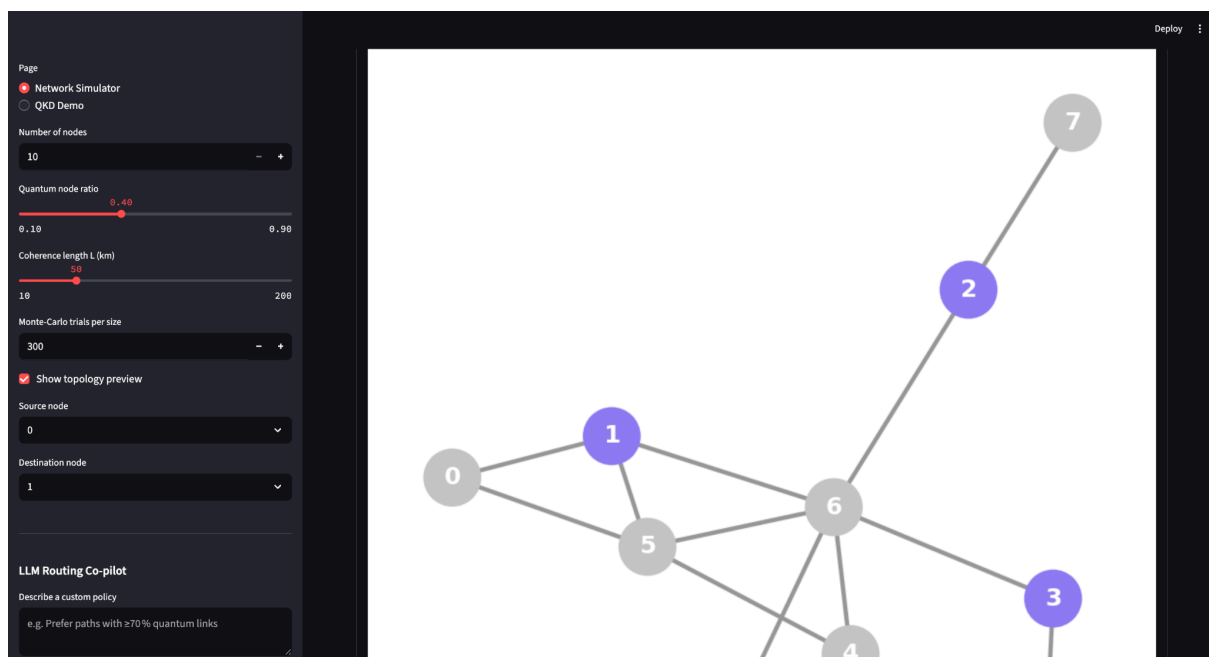 Deploy
Page
Network Simulator
QKD Demo
Number of nodes
10
Quantum node ratio
0.40
0.10 0.90
Coherence length L (km)
50
10 200
Monte-Carlo trials per size
300
Show topology preview
Source node
0
Destination node
1
LLM Routing Co-pilot
Describe a custom policy
e.g. Prefer paths with ≥70 % quantum links
7
2
1
0
6
5
3
4